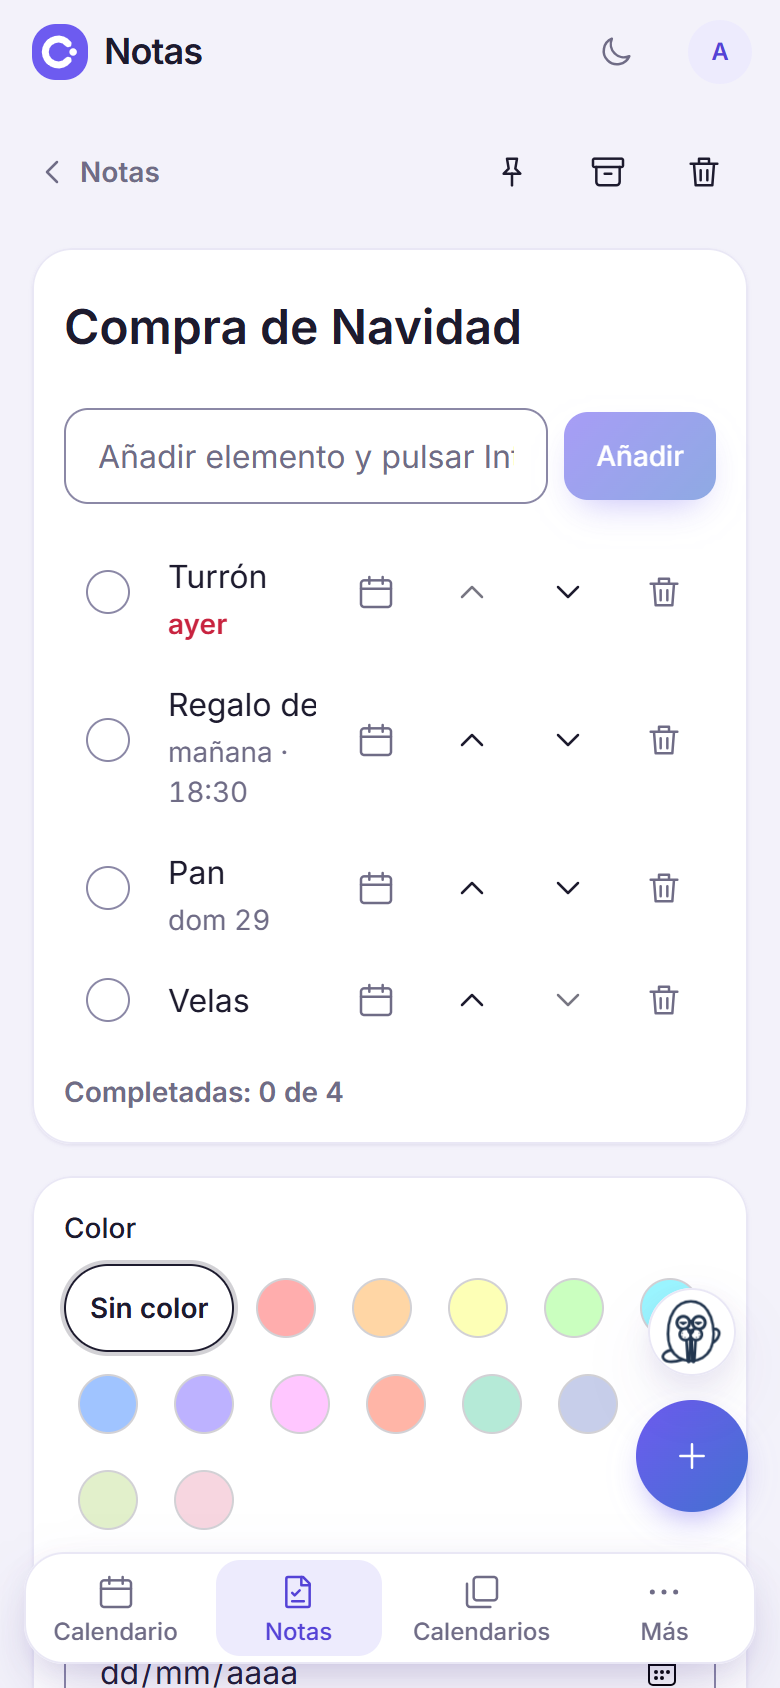 Notas
A
Notas
Compra de Navidad
Añadir elemento y pulsar In
Añadir
Turrón
ayer
Regalo de
mañana ·
18:30
Pan
dom 29
Velas
Completadas: 0 de 4
Color
Sin color
Calendario
Notas
Calendarios
Más
dd/mm/aaaa